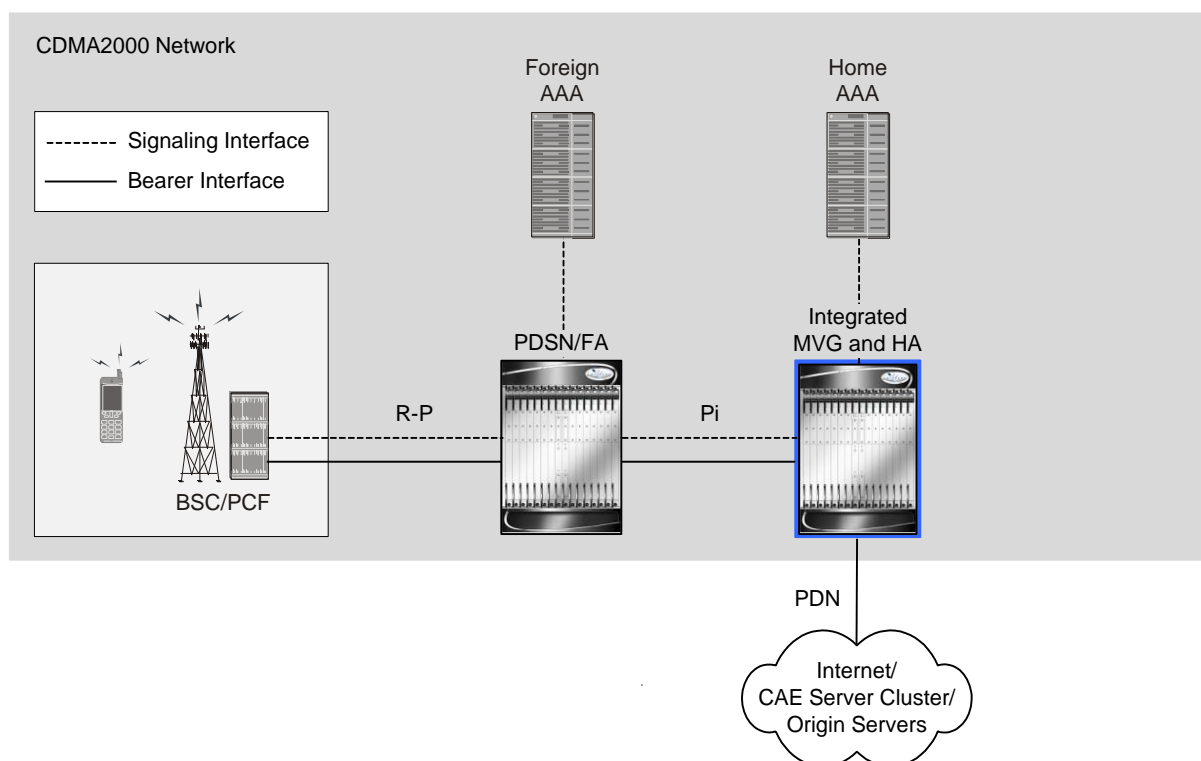 CDMA2000 Network
Signaling Interface
Bearer Interface
Foreign
AAA
Home
AAA
PDSN/FA
Integrated
MVG and HA
R-P
Pi
BSC/PCF
PDN
Internet/
CAE Server Cluster/
Origin Servers